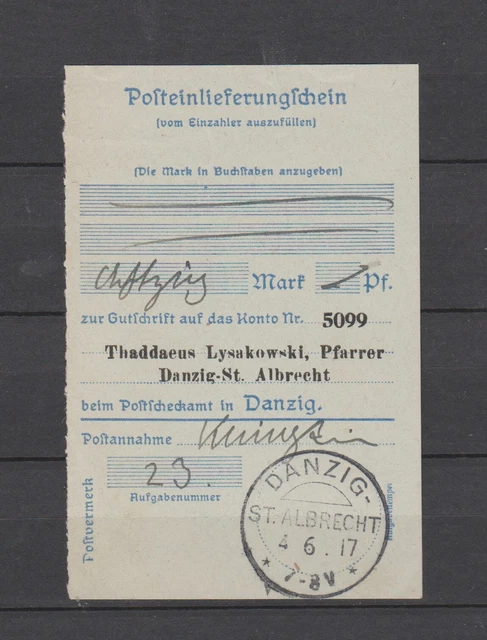 Posteinlieferungschein
(vom Einzahler auszufüllen)
(Die Mark in Buchstaben anzugeben)
Mark Pf.
zur Gutschrift auf das Konto Nr. 5099
Thaddaeus Lysakowski, Pfarrer
Danzig-St. Albrecht
beim Postscheckamt in Danzig.
Postannahme
23.
Aufgabenummer
Postvermerk
DANZIG-
ST. ALBRECHT
4 6. 17
* 7-8V *